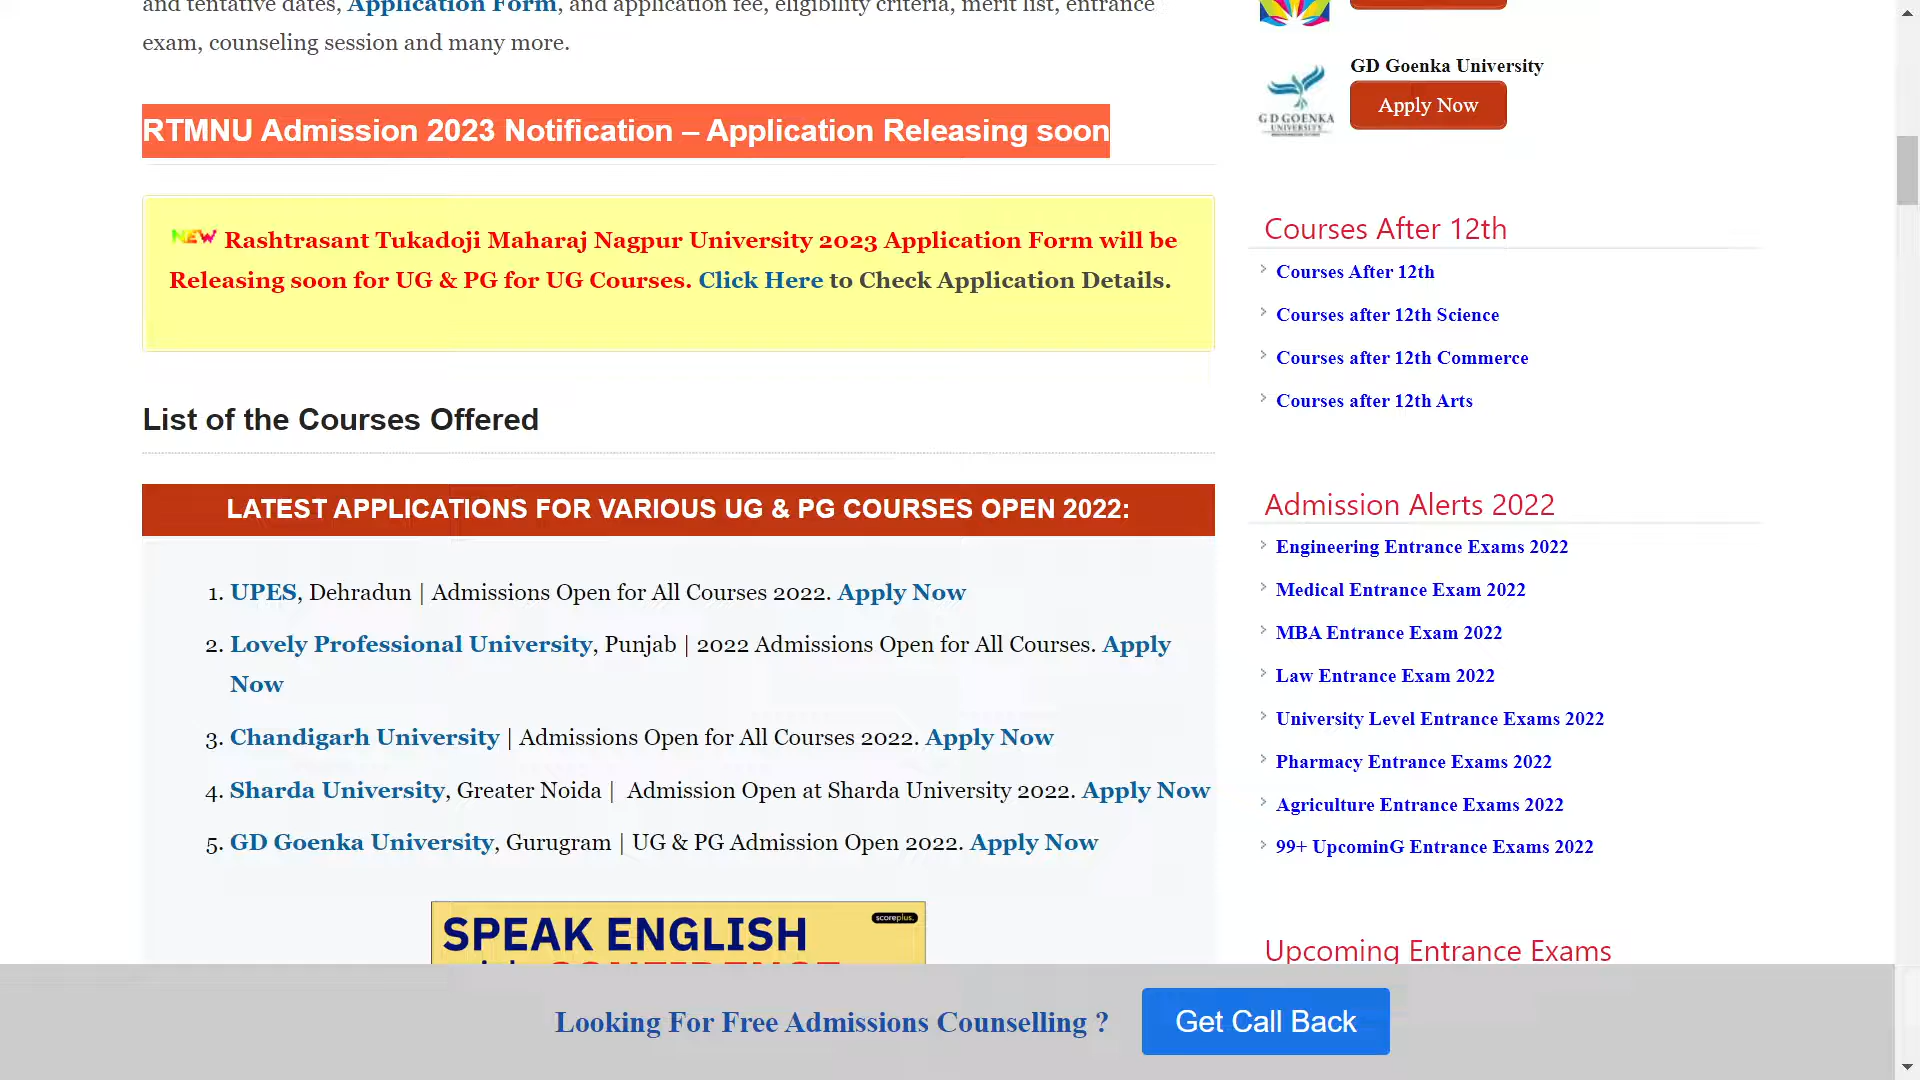 and tentative dates, Application Form, and application fee, eligibility criteria, merit list, entrance
exam, counseling session and many more.
RTMNU Admission 2023 Notification – Application Releasing soon
NEW Rashtrasant Tukadoji Maharaj Nagpur University 2023 Application Form will be
Releasing soon for UG & PG for UG Courses. Click Here to Check Application Details.
List of the Courses Offered
LATEST APPLICATIONS FOR VARIOUS UG & PG COURSES OPEN 2022:
1. UPES, Dehradun | Admissions Open for All Courses 2022. Apply Now
2. Lovely Professional University, Punjab | 2022 Admissions Open for All Courses. Apply
Now
3. Chandigarh University | Admissions Open for All Courses 2022. Apply Now
4. Sharda University, Greater Noida | Admission Open at Sharda University 2022. Apply Now
5. GD Goenka University, Gurugram | UG & PG Admission Open 2022. Apply Now
SPEAK ENGLISH
scoreplus.
GD Goenka University
GD GOENKA
UNIVERSITY
Apply Now
Courses After 12th
Courses After 12th
Courses after 12th Science
Courses after 12th Commerce
Courses after 12th Arts
Admission Alerts 2022
Engineering Entrance Exams 2022
Medical Entrance Exam 2022
MBA Entrance Exam 2022
Law Entrance Exam 2022
University Level Entrance Exams 2022
Pharmacy Entrance Exams 2022
Agriculture Entrance Exams 2022
99+ UpcominG Entrance Exams 2022
Upcoming Entrance Exams
Looking For Free Admissions Counselling ?
Get Call Back